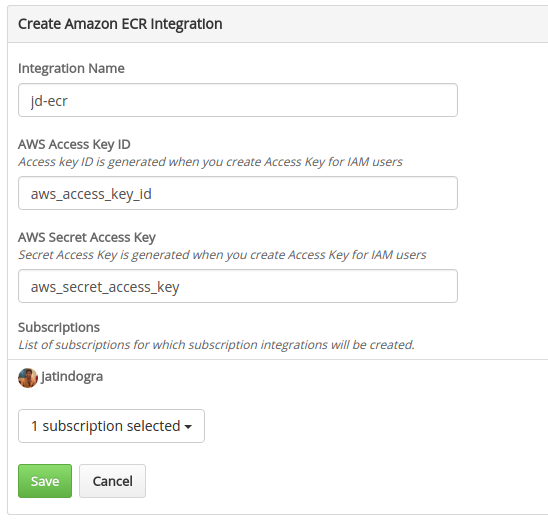 Create Amazon ECR Integration
Integration Name
jd-ecr
AWS Access Key ID
Access key ID is generated when you create Access Key for IAM users
aws_access_key_id
AWS Secret Access Key
Secret Access Key is generated when you create Access Key for IAM users
aws_secret_access_key
Subscriptions
List of subscriptions for which subscription integrations will be created.
jatindogra
1 subscription selected
Save Cancel